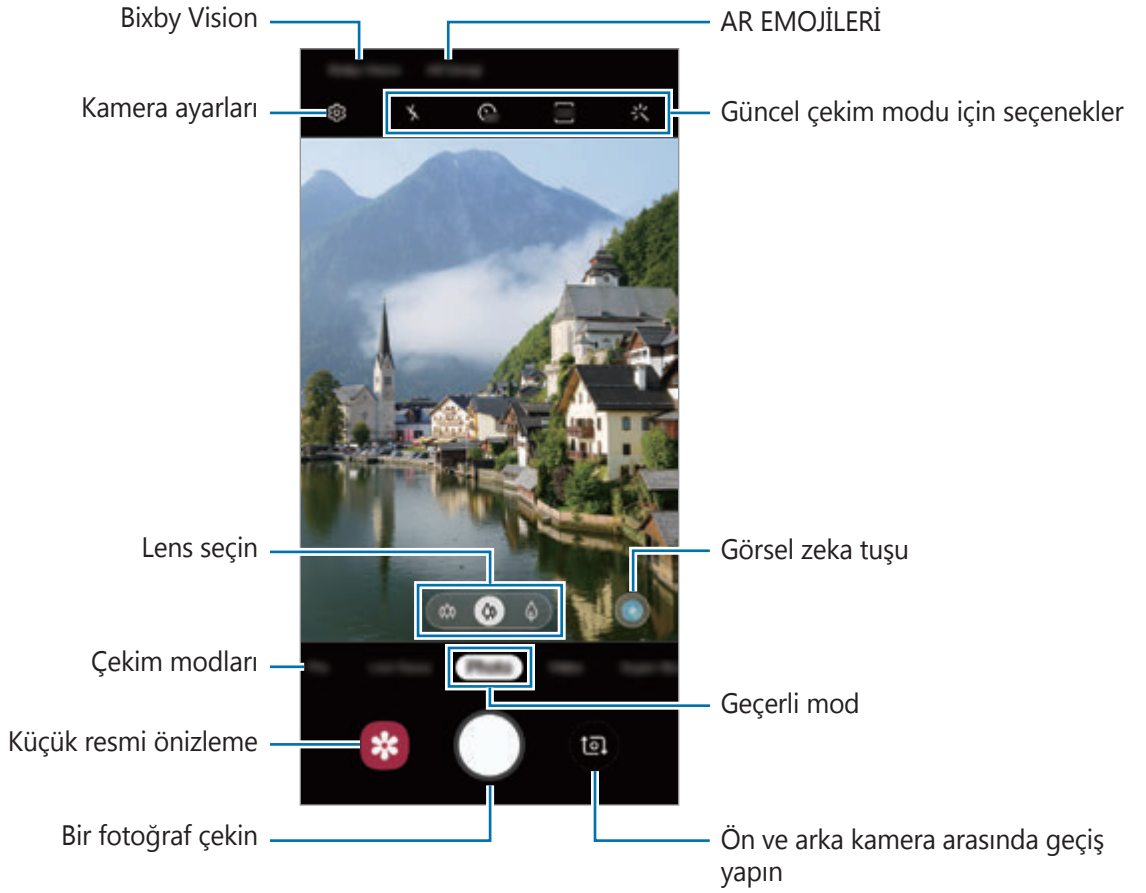 Bixby Vision
AR EMOJİLERİ
Kamera ayarları
Güncel çekim modu için seçenekler
Lens seçin
Görsel zeka tuşu
Çekim modları
Photo
Geçerli mod
Küçük resmi önizleme
Bir fotoğraf çekin
Ön ve arka kamera arasında geçiş
yapın